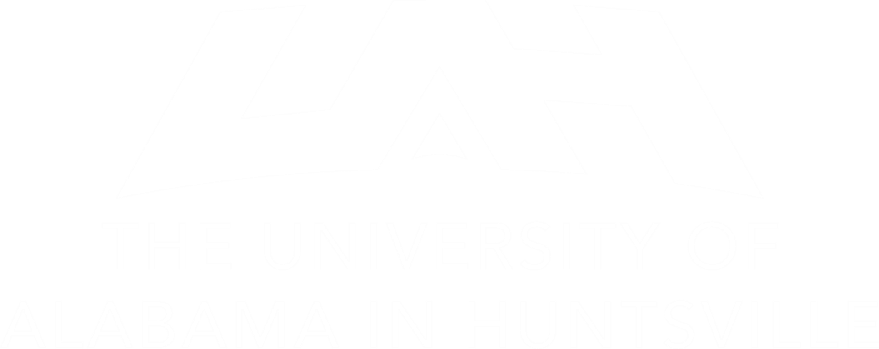 THE UNIVERSITY OF
ALABAMA IN HUNTSVILLE